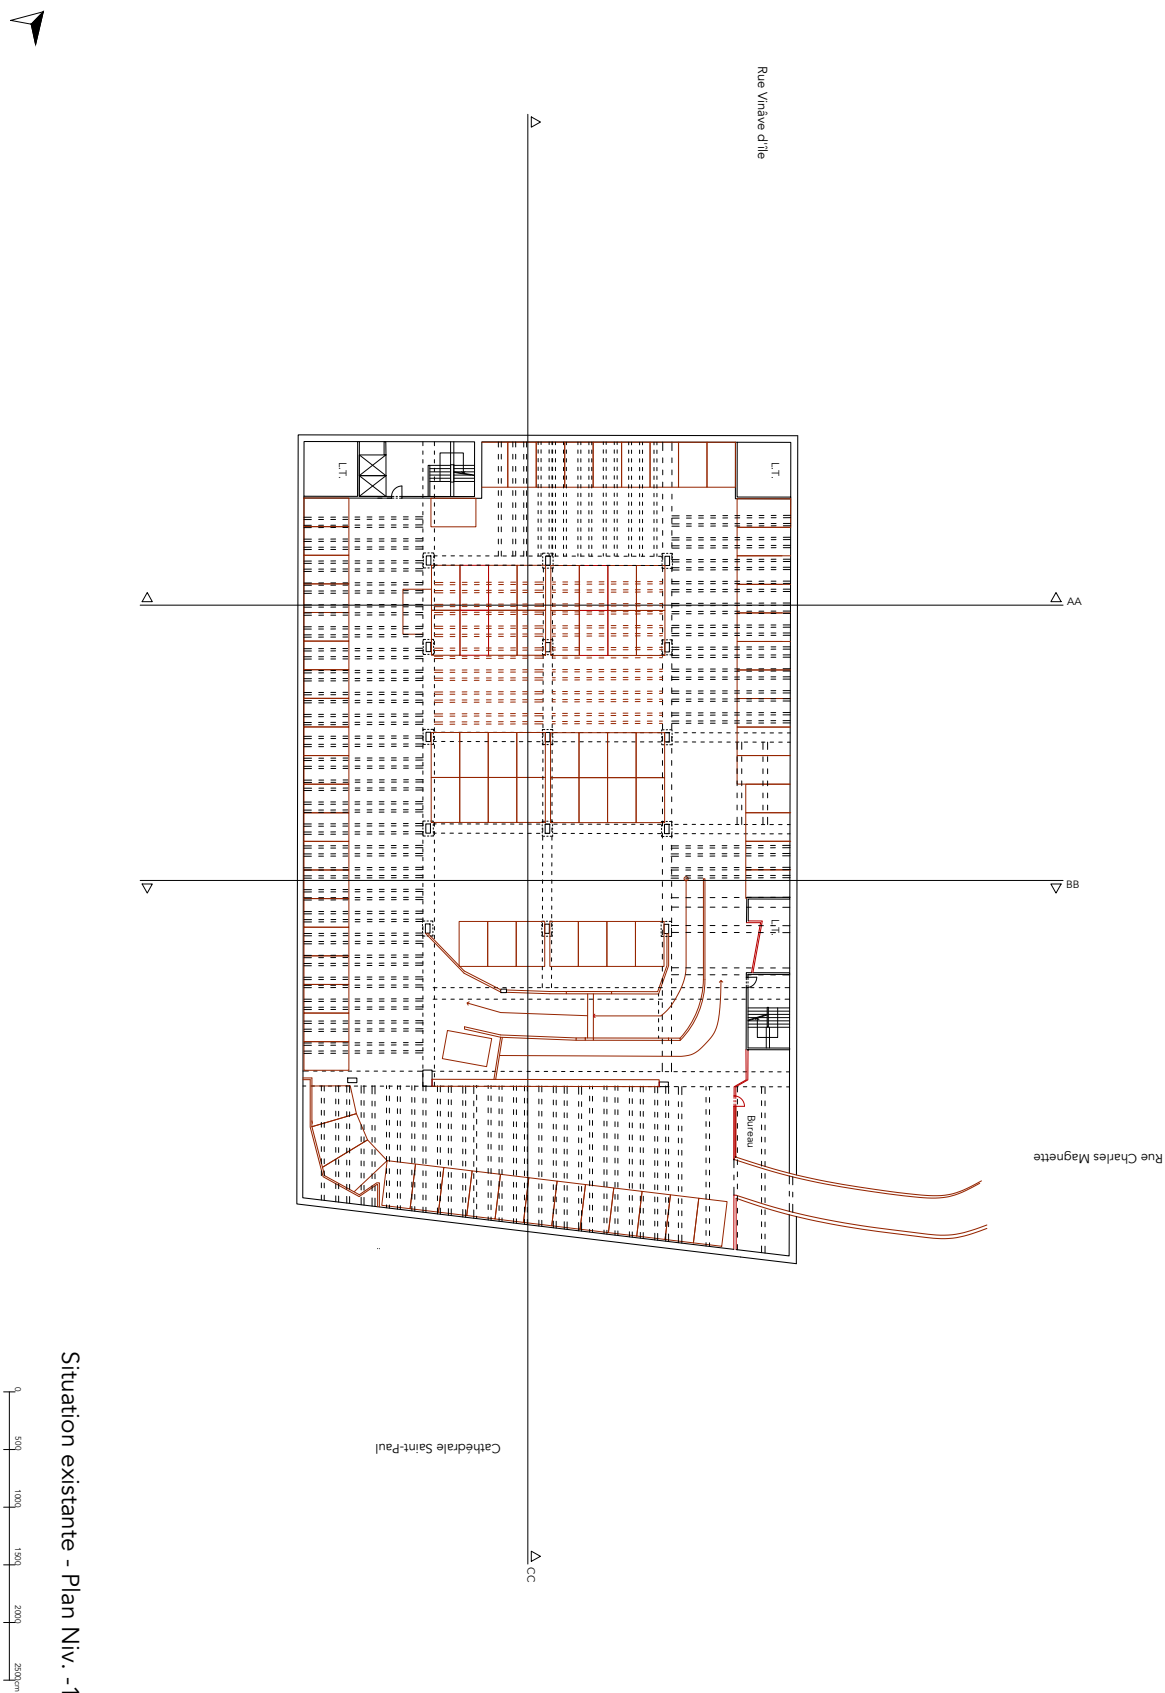 Rue Vinâve d'île
L.T.
L.T.
AA
BB
L.T.
Bureau
Rue Charles Magnette
Cathédrale Saint-Paul
CC
Situation existante - Plan Niv. -1
0 500 1000 1500 2000 2500cm